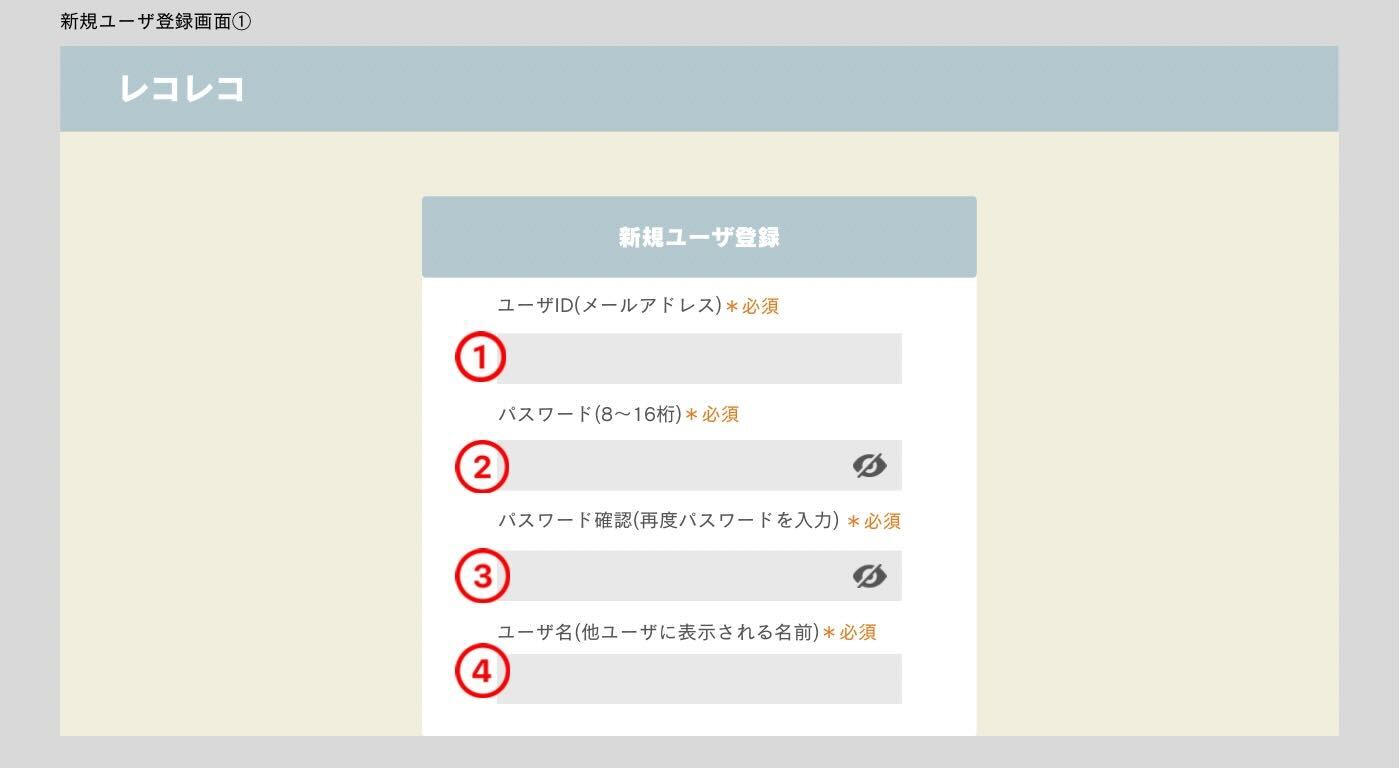 新規ユーザ登録画面①
レコレコ
新規ユーザ登録
ユーザID(メールアドレス)＊必須
1
パスワード(8〜16桁)＊必須
2
パスワード確認(再度パスワードを入力) ＊必須
3
ユーザ名(他ユーザに表示される名前)＊必須
4